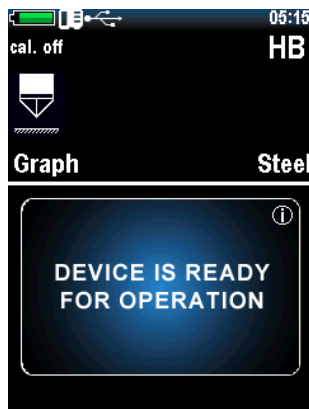 05:15
cal. off
HB
Graph
Steel
DEVICE IS READY
FOR OPERATION